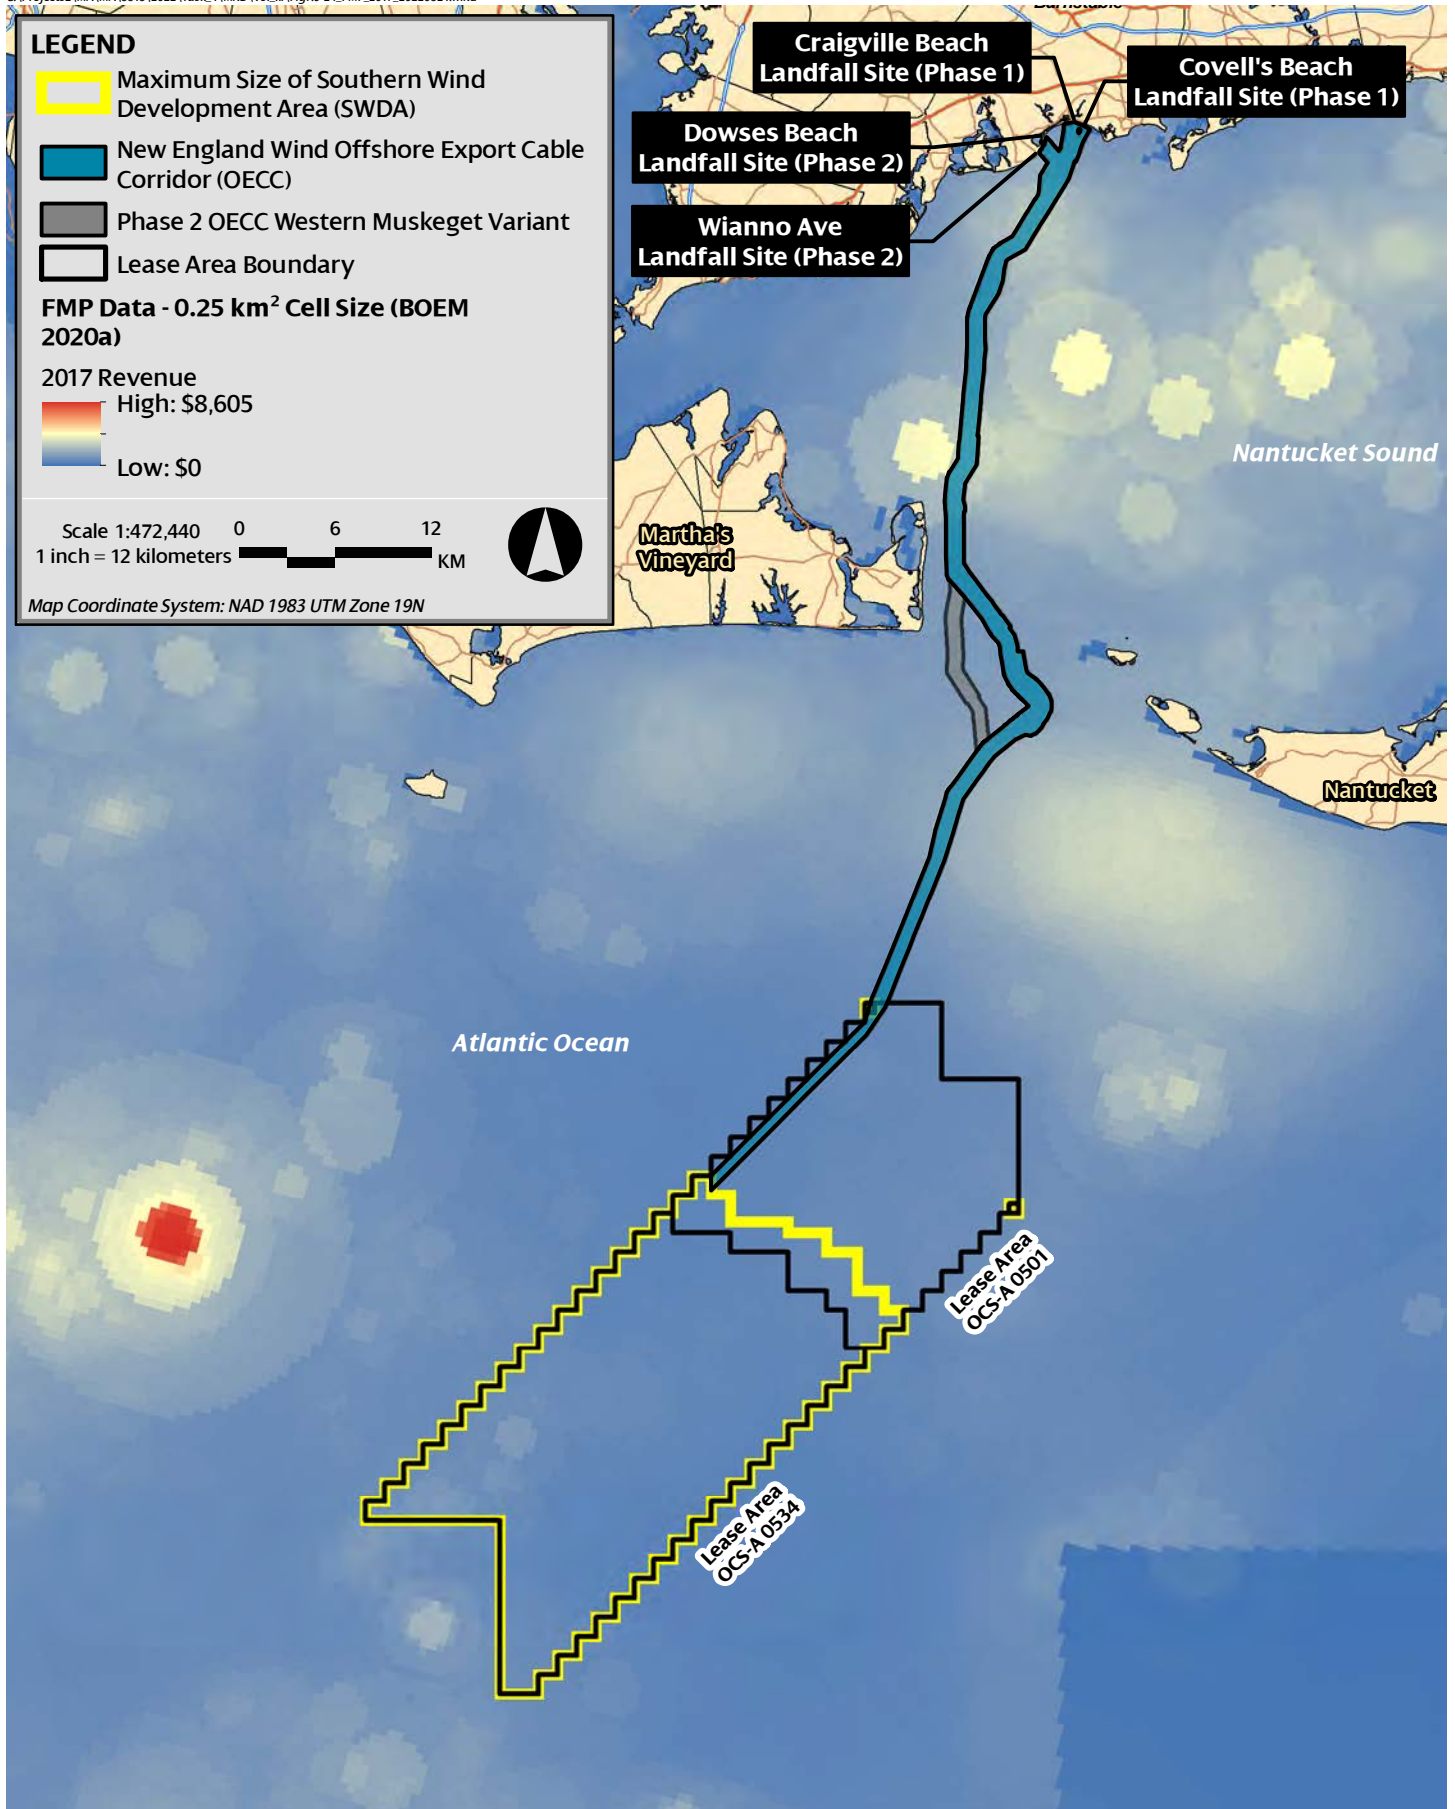 LEGEND
Maximum Size of Southern Wind
Development Area (SWDA)
New England Wind Offshore Export Cable
Corridor (OECC)
Phase 2 OECC Western Muskeget Variant
Lease Area Boundary
FMP Data - 0.25 km² Cell Size (BOEM
2020a)
2017 Revenue
High: $8,605
Low: $0
Scale 1:472,440
1 inch = 12 kilometers
0 6 12
KM
Map Coordinate System: NAD 1983 UTM Zone 19N
Barnstable
Craigville Beach
Landfall Site (Phase 1)
Covell's Beach
Landfall Site (Phase 1)
Dowses Beach
Landfall Site (Phase 2)
Wianno Ave
Landfall Site (Phase 2)
Nantucket Sound
Martha's
Vineyard
Nantucket
Atlantic Ocean
Lease Area
OCS-A 0501
Lease Area
OCS-A 0534